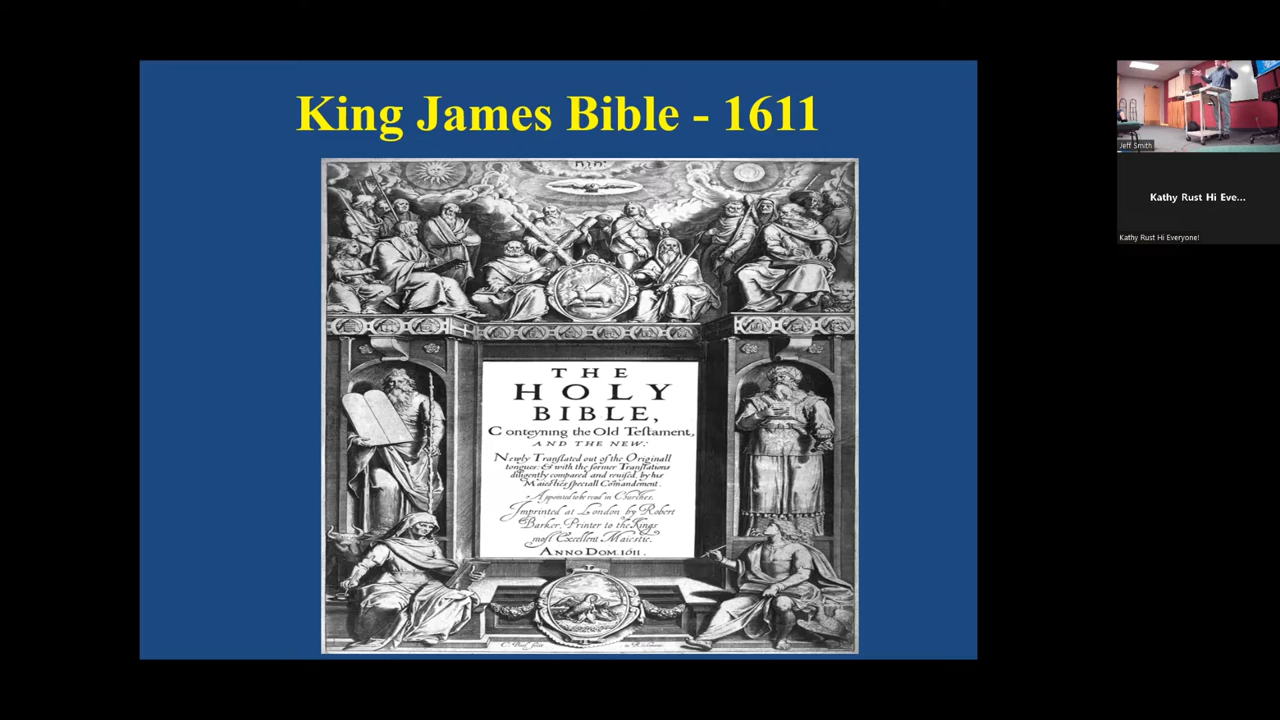 King James Bible - 1611
יהוה
THE
HOLY
BIBLE,
Conteyning the Old Testament,
AND THE NEW:
Newly Translated out of the Originall
tongues: & with the former Translations
diligently compared and reuised, by his
Maiesties speciall Comandement.
Appointed to be read in Churches.
Imprinted at London by Robert
Barker, Printer to the Kings
most Excellent Maiestie.
ANNO DOM. 1611.
Jeff Smith
Kathy Rust Hi Eve...
Kathy Rust Hi Everyone!